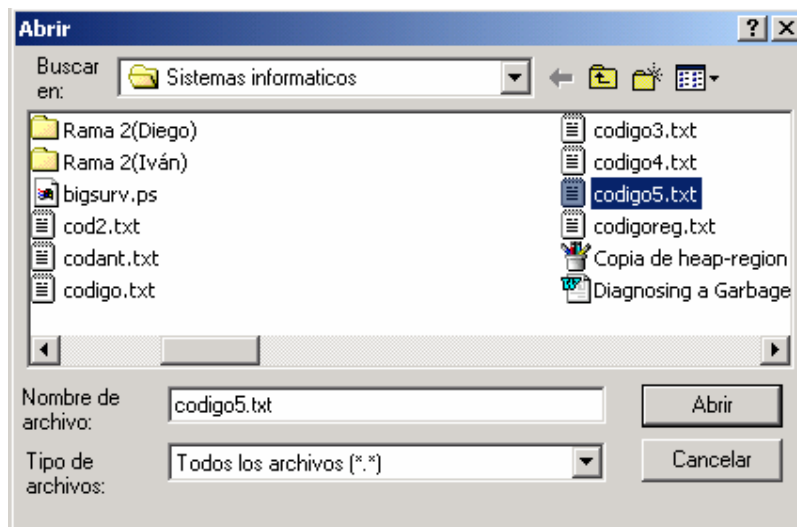 Abrir
Buscar en:
Sistemas informaticos
Rama 2(Diego)
Rama 2(Iván)
bigsurv.ps
cod2.txt
codant.txt
codigo.txt
codigo3.txt
codigo4.txt
codigo5.txt
codigoreg.txt
Copia de heap-region
Diagnosing a Garbage
Nombre de archivo:
codigo5.txt
Abrir
Tipo de archivos:
Todos los archivos (*.*)
Cancelar